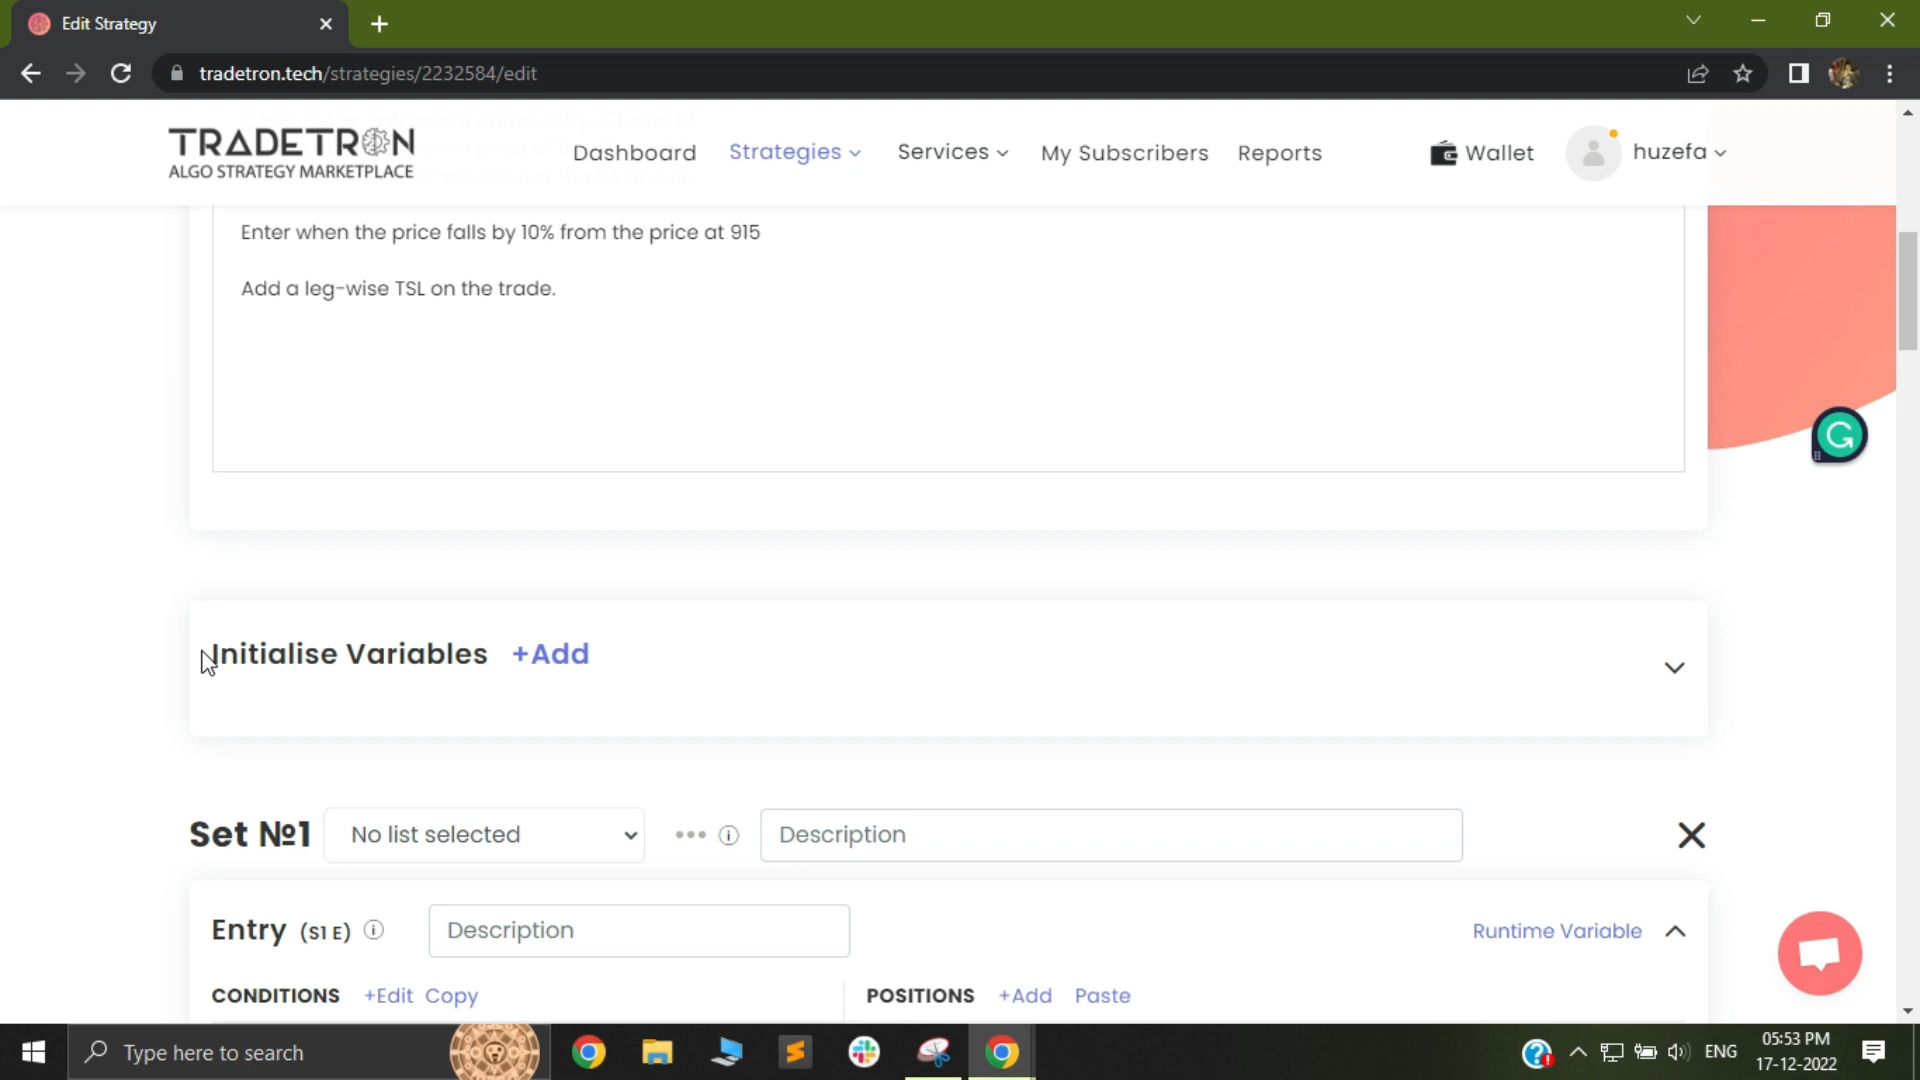 Edit Strategy
tradetron.tech/strategies/2232584/edit
TRADETRON
ALGO STRATEGY MARKETPLACE
Dashboard Strategies Services My Subscribers Reports Wallet huzefa
Enter when the price falls by 10% from the price at 915
Add a leg-wise TSL on the trade.
Initialise Variables +Add
Set №1 No list selected Description
Entry (S1 E) Description Runtime Variable
CONDITIONS +Edit Copy POSITIONS +Add Paste
Type here to search
ENG
05:53 PM
17-12-2022